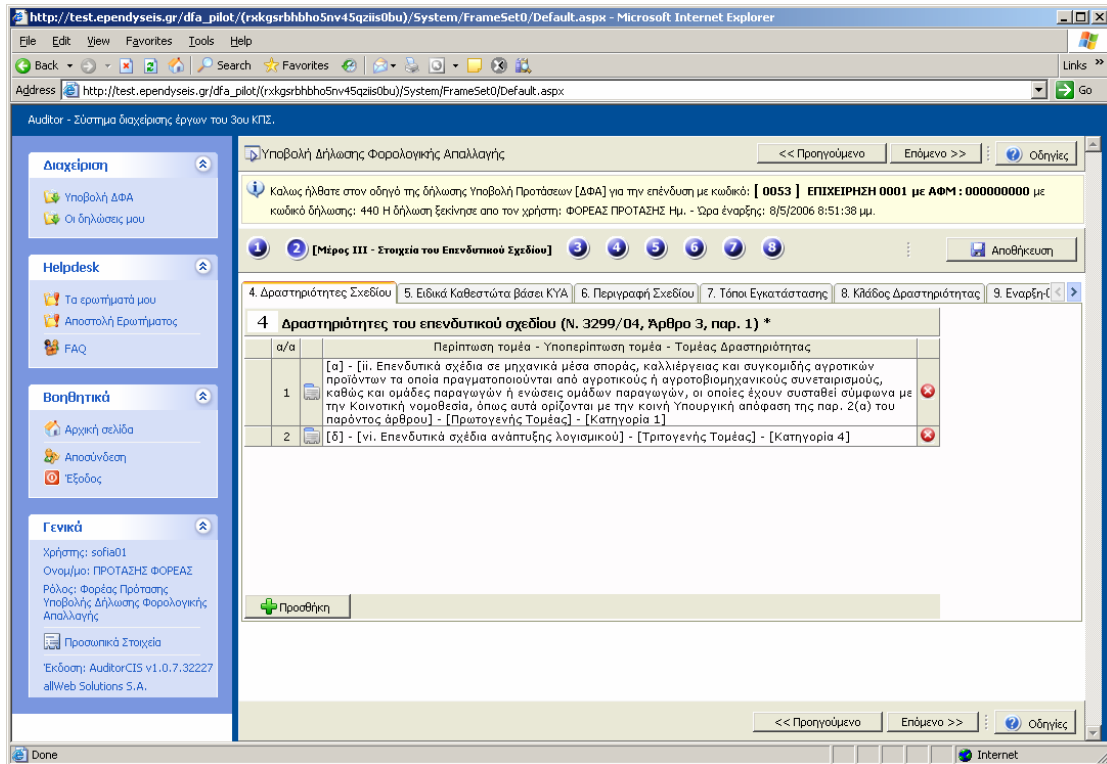 http://test.ependyseis.gr/dfa_pilot/(rxkgsrbhbho5nv45qziis0bu)/System/FrameSet0/Default.aspx - Microsoft Internet Explorer
File Edit View Favorites Tools Help
Back Search Favorites Links »
Address http://test.ependyseis.gr/dfa_pilot/(rxkgsrbhbho5nv45qziis0bu)/System/FrameSet0/Default.aspx Go
Auditor - Σύστημα διαχείρισης έργων του 3ου ΚΠΣ.
Διαχείριση
Υποβολή ΔΦΑ
Οι δηλώσεις μου
Helpdesk
Τα ερωτήματά μου
Αποστολή Ερωτήματος
FAQ
Βοηθητικά
Αρχική σελίδα
Αποσύνδεση
Έξοδος
Γενικά
Χρήστης: sofia01
Ονομ/μο: ΠΡΟΤΑΣΗΣ ΦΟΡΕΑΣ
Ρόλος: Φορέας Πρότασης
Υποβολής Δήλωσης Φορολογικής
Απαλλαγής
Προσωπικά Στοιχεία
Έκδοση: AuditorCIS v1.0.7.32227
allWeb Solutions S.A.
Υποβολή Δήλωσης Φορολογικής Απαλλαγής << Προηγούμενο Επόμενο >> Οδηγίες
Καλως ήλθατε στον οδηγό της δήλωσης Υποβολή Προτάσεων [ΔΦΑ] για την επένδυση με κωδικό: [ 0053 ] ΕΠΙΧΕΙΡΗΣΗ 0001 με ΑΦΜ : 000000000 με
κωδικό δήλωσης: 440 Η δήλωση ξεκίνησε απο τον χρήστη: ΦΟΡΕΑΣ ΠΡΟΤΑΣΗΣ Ημ. - Ώρα έναρξης: 8/5/2006 8:51:38 μμ.
1 2 [Μέρος ΙΙΙ - Στοιχεία του Επενδυτικού Σχεδίου] 3 4 5 6 7 8 Αποθήκευση
4. Δραστηριότητες Σχεδίου 5. Ειδικά Καθεστώτα βάσει ΚΥΑ 6. Περιγραφή Σχεδίου 7. Τόποι Εγκατάστασης 8. Κλάδος Δραστηριότητας 9. Εναρξη-
4 Δραστηριότητες του επενδυτικού σχεδίου (Ν. 3299/04, Άρθρο 3, παρ. 1) *
α/α Περίπτωση τομέα - Υποπερίπτωση τομέα - Τομέας Δραστηριότητας
[α] - [ii. Επενδυτικά σχέδια σε μηχανικά μέσα σποράς, καλλιέργειας και συγκομιδής αγροτικών
προϊόντων τα οποία πραγματοποιούνται από αγροτικούς ή αγροτοβιομηχανικούς συνεταιρισμούς,
1 καθώς και ομάδες παραγωγών ή ενώσεις ομάδων παραγωγών, οι οποίες έχουν συσταθεί σύμφωνα με
την Κοινοτική νομοθεσία, όπως αυτά ορίζονται με την κοινή Υπουργική απόφαση της παρ. 2(α) του
παρόντος άρθρου] - [Πρωτογενής Τομέας] - [Κατηγορία 1]
2 [δ] - [vi. Επενδυτικά σχέδια ανάπτυξης λογισμικού] - [Τριτογενής Τομέας] - [Κατηγορία 4]
Προσθήκη
<< Προηγούμενο Επόμενο >> Οδηγίες
Done Internet